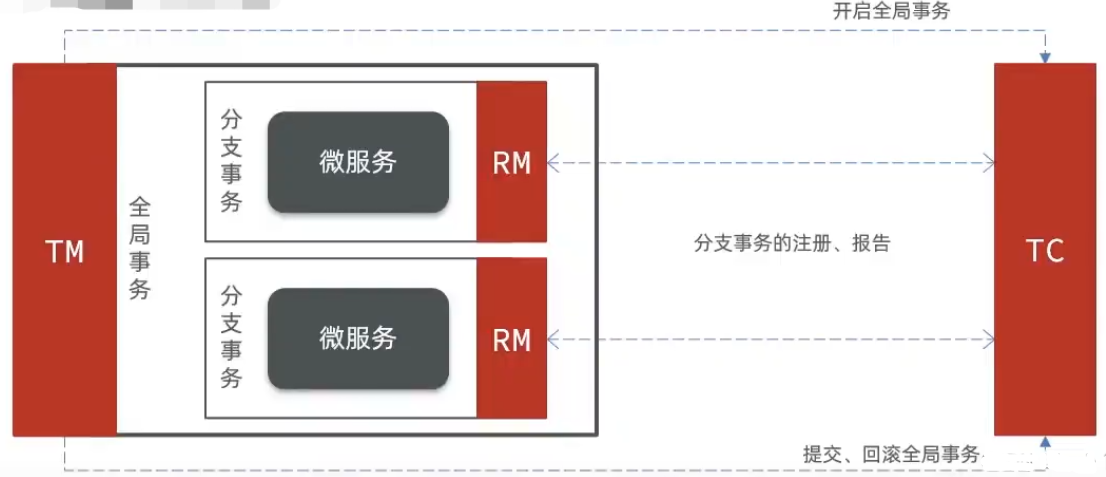 开启全局事务
TM
全局事务
分支事务
微服务
RM
分支事务的注册、报告
TC
分支事务
微服务
RM
提交、回滚全局事务